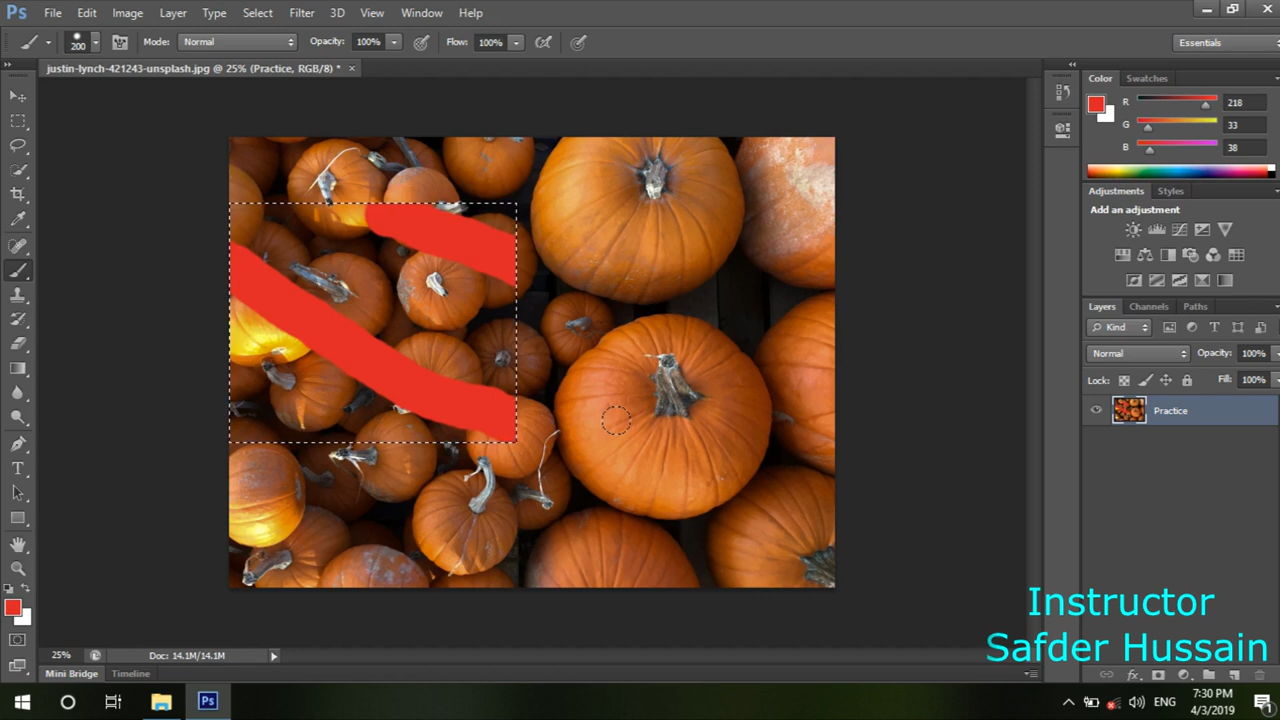 Ps File Edit Image Layer Type Select Filter 3D View Window Help
200 Mode: Normal Opacity: 100% Flow: 100% Essentials
justin-lynch-421243-unsplash.jpg @ 25% (Practice, RGB/8) * ×
Color Swatches
R 218
G 33
B 38
Adjustments Styles
Add an adjustment
Layers Channels Paths
Kind
Normal Opacity: 100%
Lock: Fill: 100%
Practice
Instructor
Safder Hussain
25% Doc: 14.1M/14.1M
Mini Bridge Timeline
Ps ENG 7:30 PM
4/3/2019